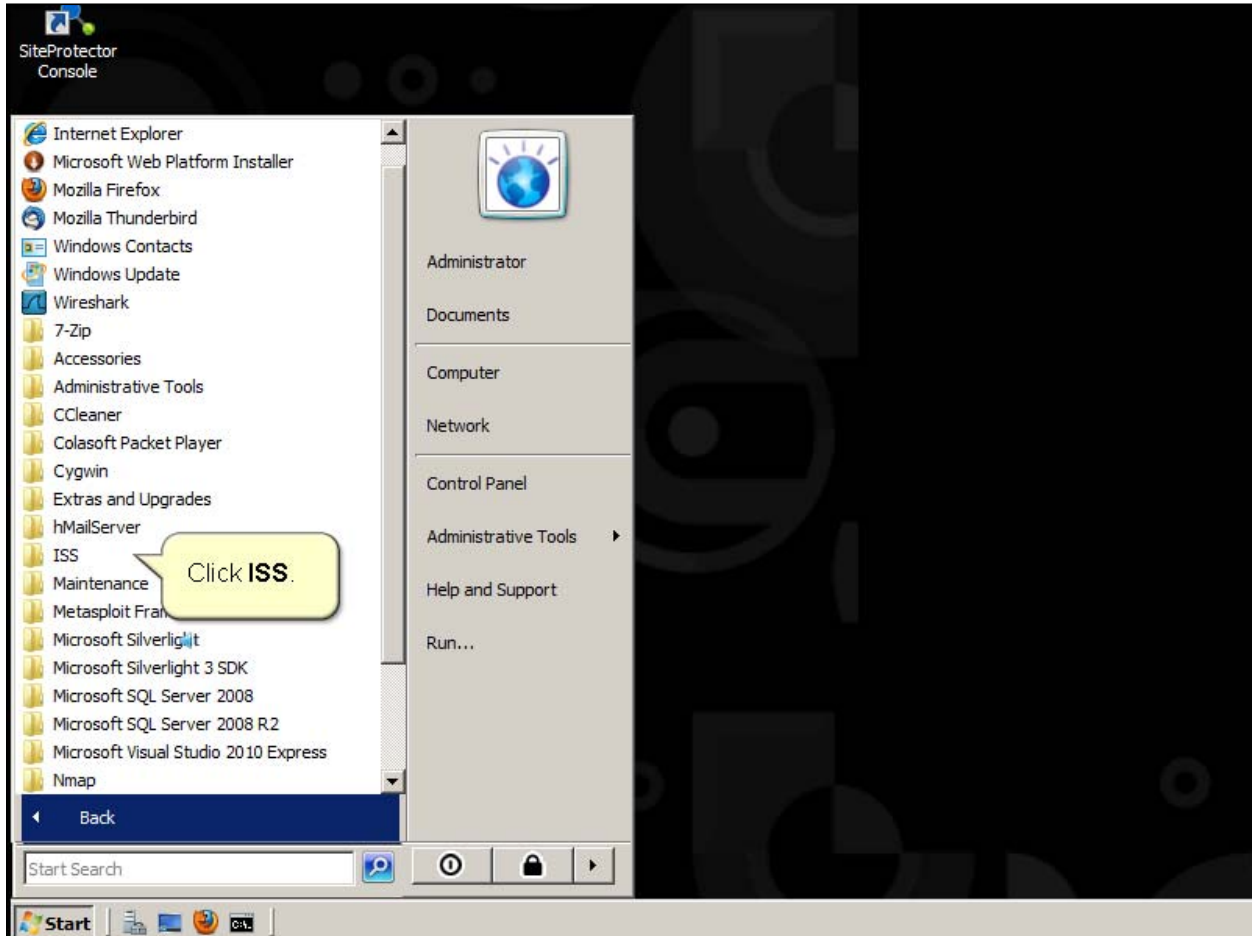 SiteProtector
Console
Internet Explorer
Microsoft Web Platform Installer
Mozilla Firefox
Mozilla Thunderbird
Windows Contacts
Windows Update
Wireshark
7-Zip
Accessories
Administrative Tools
CCleaner
Colasoft Packet Player
Cygwin
Extras and Upgrades
hMailServer
ISS
Maintenance
Metasploit Fram
Microsoft Silverlight
Microsoft Silverlight 3 SDK
Microsoft SQL Server 2008
Microsoft SQL Server 2008 R2
Microsoft Visual Studio 2010 Express
Nmap
Back
Start Search
Click ISS.
Administrator
Documents
Computer
Network
Control Panel
Administrative Tools
Help and Support
Run...
Start